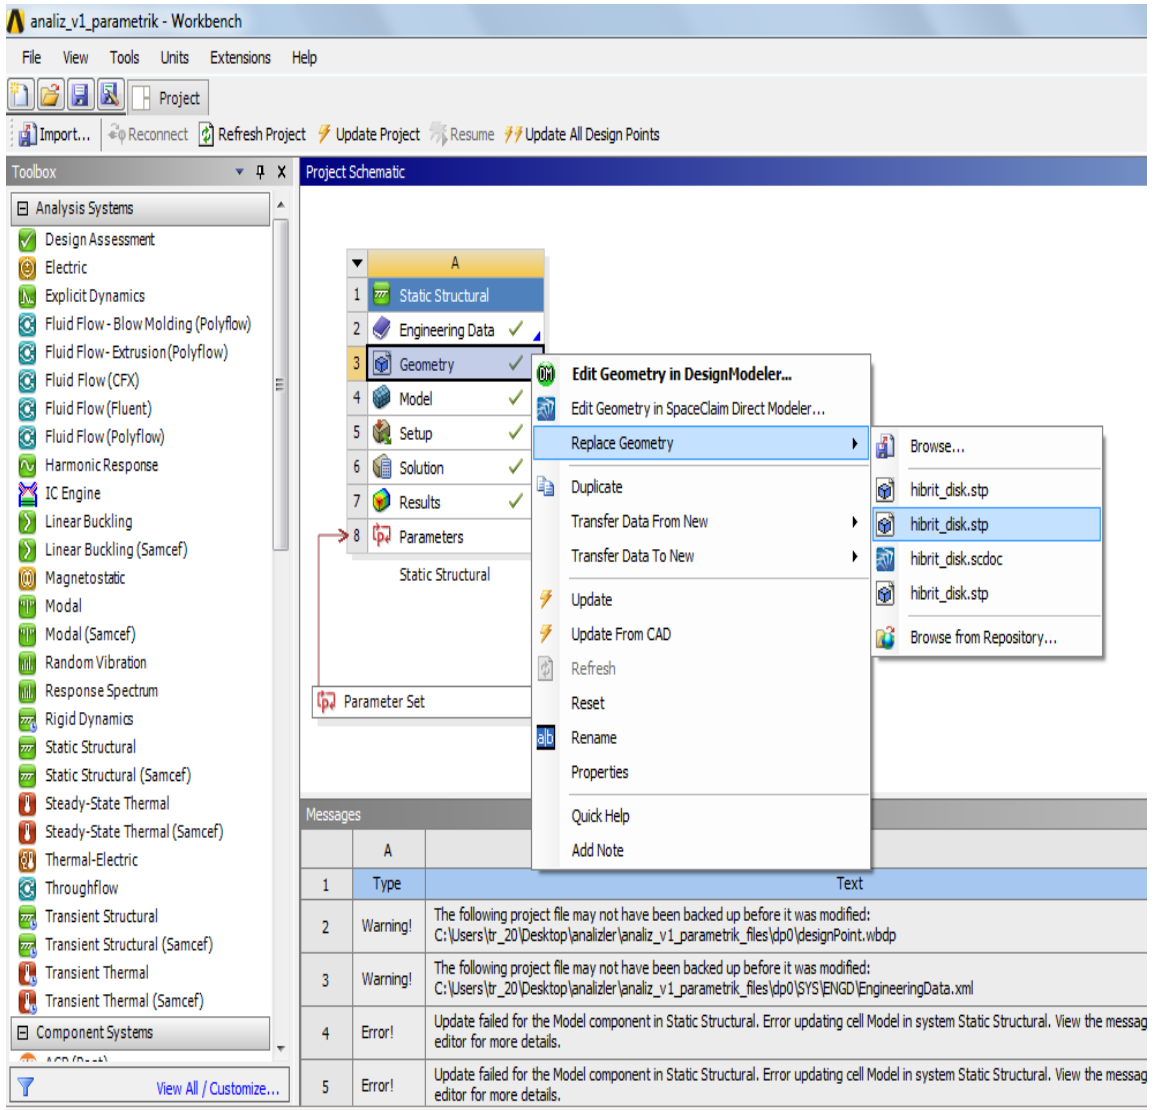 analiz_v1_parametrik - Workbench
File View Tools Units Extensions Help
Project
Import... Reconnect Refresh Project Update Project Resume Update All Design Points
Toolbox
Analysis Systems
Design Assessment
Electric
Explicit Dynamics
Fluid Flow - Blow Molding (Polyflow)
Fluid Flow - Extrusion (Polyflow)
Fluid Flow (CFX)
Fluid Flow (Fluent)
Fluid Flow (Polyflow)
Harmonic Response
IC Engine
Linear Buckling
Linear Buckling (Samcef)
Magnetostatic
Modal
Modal (Samcef)
Random Vibration
Response Spectrum
Rigid Dynamics
Static Structural
Static Structural (Samcef)
Steady-State Thermal
Steady-State Thermal (Samcef)
Thermal-Electric
Throughflow
Transient Structural
Transient Structural (Samcef)
Transient Thermal
Transient Thermal (Samcef)
Component Systems
View All / Customize...
Project Schematic
A
1 Static Structural
2 Engineering Data
3 Geometry
4 Model
5 Setup
6 Solution
7 Results
8 Parameters
Static Structural
Parameter Set
Edit Geometry in DesignModeler...
Edit Geometry in SpaceClaim Direct Modeler...
Replace Geometry
Duplicate
Transfer Data From New
Transfer Data To New
Update
Update From CAD
Refresh
Reset
Rename
Properties
Quick Help
Add Note
Browse...
hibrit_disk.stp
hibrit_disk.stp
hibrit_disk.scdoc
hibrit_disk.stp
Browse from Repository...
Messages
A
1 Type Text
2 Warning! The following project file may not have been backed up before it was modified:
C:\Users\tr_20\Desktop\analizler\analiz_v1_parametrik_files\dp0\designPoint.wbdp
3 Warning! The following project file may not have been backed up before it was modified:
C:\Users\tr_20\Desktop\analizler\analiz_v1_parametrik_files\dp0\SYS\ENGD\EngineeringData.xml
4 Error! Update failed for the Model component in Static Structural. Error updating cell Model in system Static Structural. View the messag
editor for more details.
5 Error! Update failed for the Model component in Static Structural. Error updating cell Model in system Static Structural. View the messag
editor for more details.